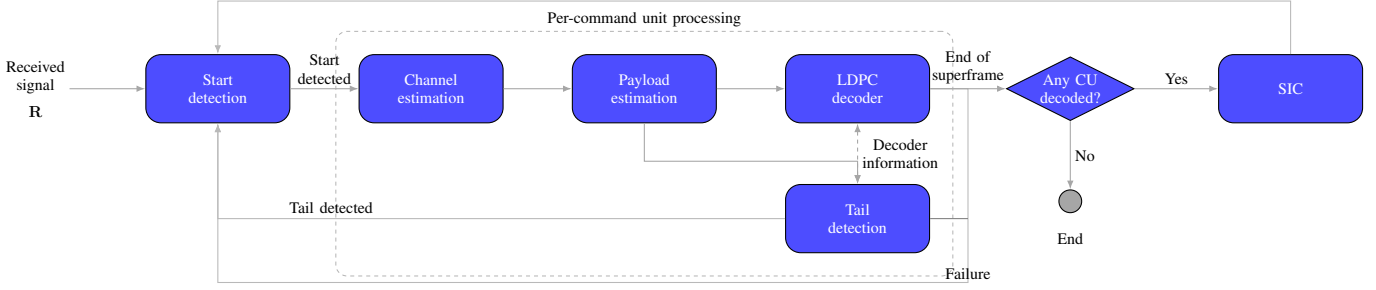 Per-command unit processing
Received
signal
R
Start
detection
Start
detected
Channel
estimation
Payload
estimation
LDPC
decoder
End of
superframe
Any CU
decoded?
Yes
SIC
Decoder
information
No
Tail
detection
Tail detected
End
Failure